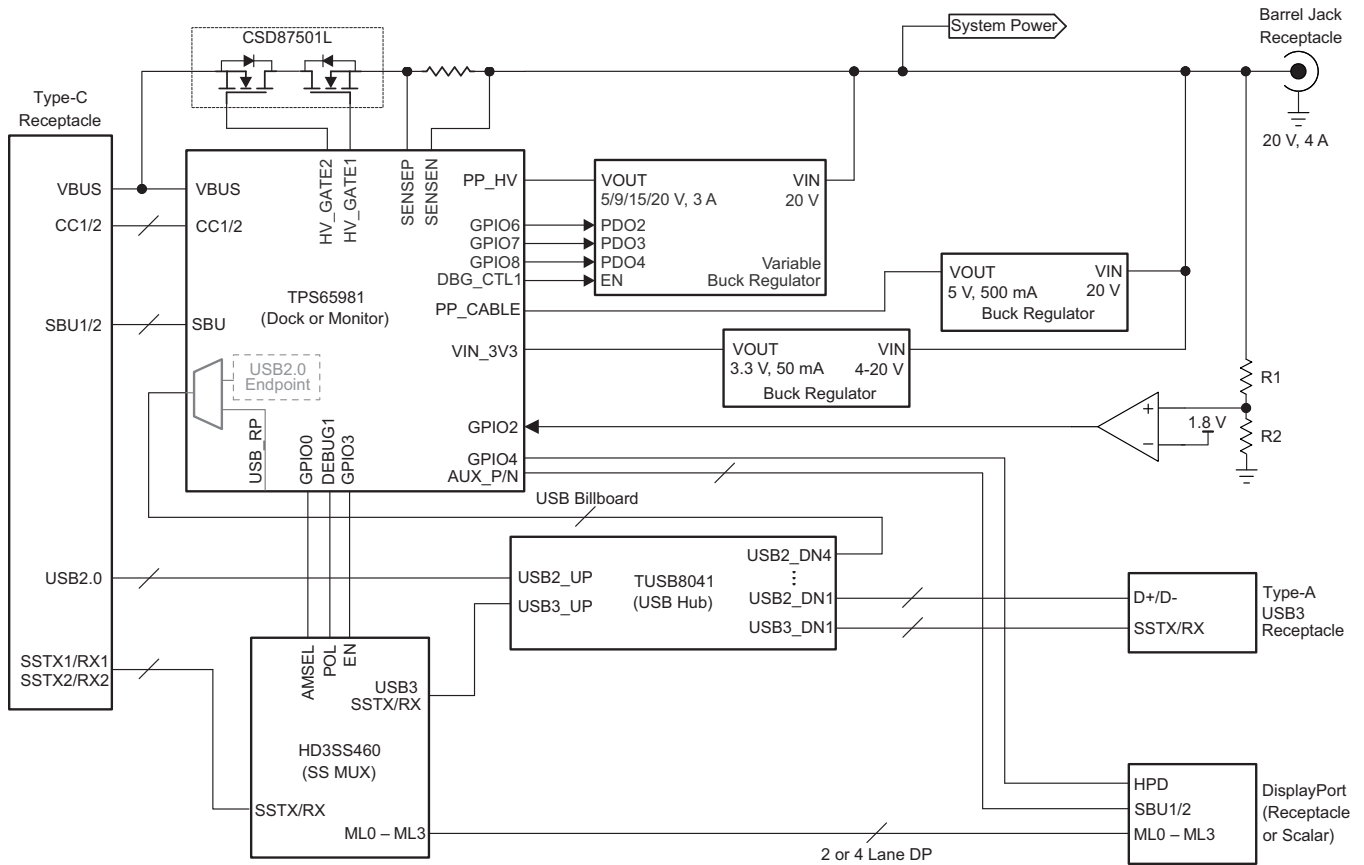 System Power
Barrel Jack
Receptacle
20 V, 4 A
CSD87501L
Type-C
Receptacle
VBUS
CC1/2
SBU1/2
USB2.0
SSTX1/RX1
SSTX2/RX2
HV_GATE2
HV_GATE1
SENSEP
SENSEN
VBUS
CC1/2
SBU
TPS65981
(Dock or Monitor)
USB2.0
Endpoint
USB_RP
GPIO0
DEBUG1
GPIO3
PP_HV
GPIO6
GPIO7
GPIO8
DBG_CTL1
PP_CABLE
VIN_3V3
GPIO2
GPIO4
AUX_P/N
VOUT
5/9/15/20 V, 3 A
VIN
20 V
PDO2
PDO3
PDO4
EN
Variable
Buck Regulator
VOUT
5 V, 500 mA
VIN
20 V
Buck Regulator
VOUT
3.3 V, 50 mA
VIN
4-20 V
Buck Regulator
+
−
1.8 V
R1
R2
USB Billboard
USB2_UP
USB3_UP
TUSB8041
(USB Hub)
USB2_DN4
USB2_DN1
USB3_DN1
D+/D-
SSTX/RX
Type-A
USB3
Receptacle
AMSEL
POL
EN
USB3
SSTX/RX
HD3SS460
(SS MUX)
SSTX/RX
ML0 – ML3
2 or 4 Lane DP
HPD
SBU1/2
ML0 – ML3
DisplayPort
(Receptacle
or Scalar)